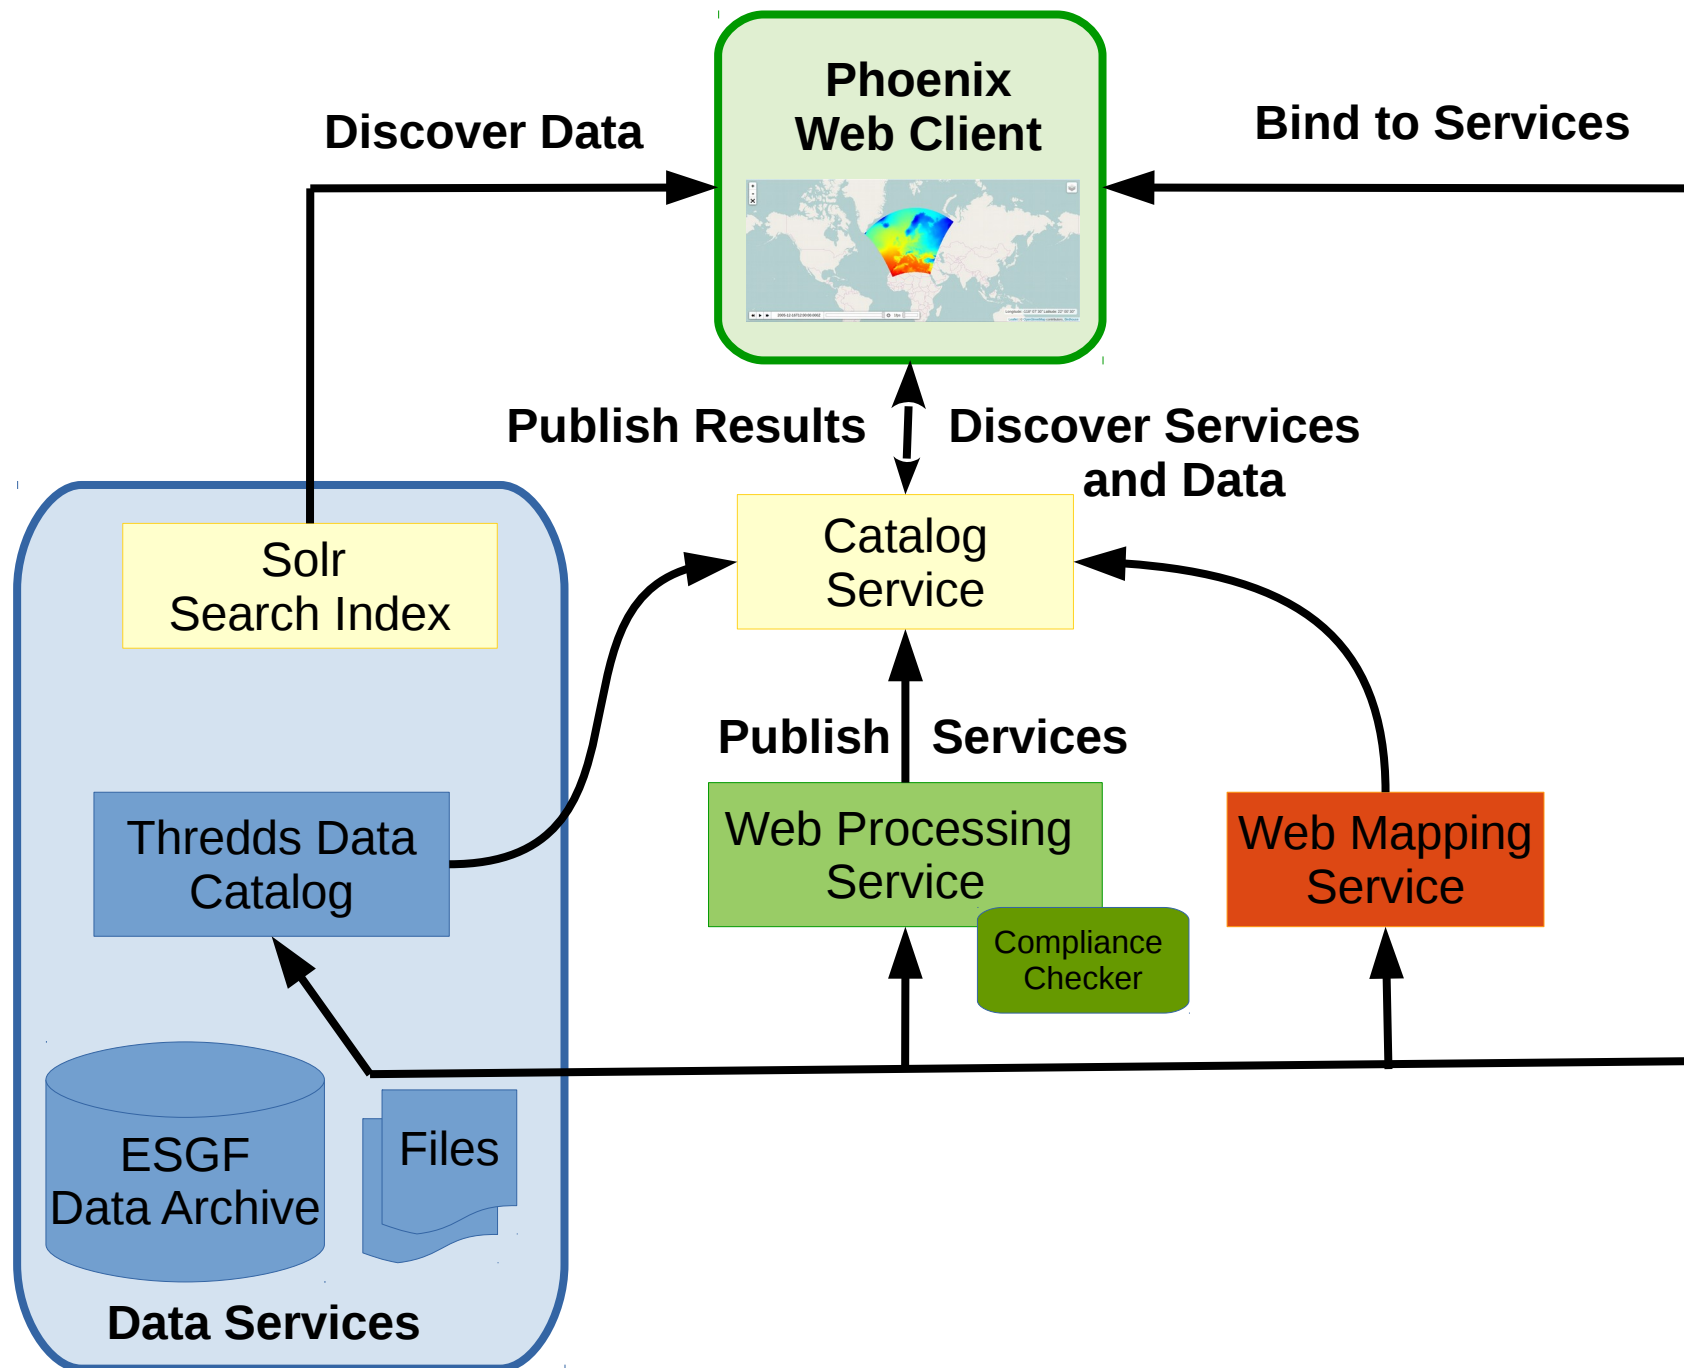 Phoenix
Web Client
Discover Data
Bind to Services
Publish Results
Discover Services
and Data
Solr
Search Index
Catalog
Service
Publish Services
Thredds Data
Catalog
Web Processing
Service
Web Mapping
Service
Compliance
Checker
ESGF
Data Archive
Files
Data Services